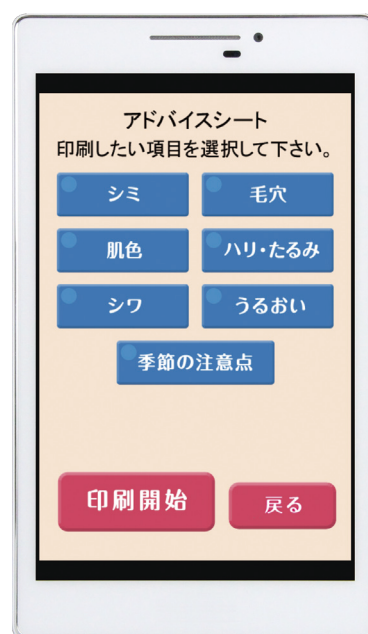 アドバイスシート
印刷したい項目を選択して下さい。
シミ
毛穴
肌色
ハリ・たるみ
シワ
うるおい
季節の注意点
印刷開始
戻る